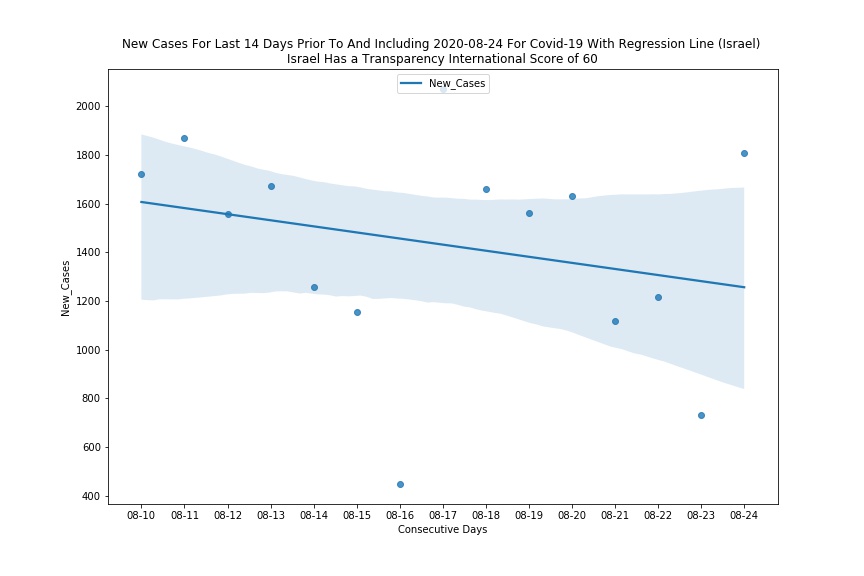 New Cases For Last 14 Days Prior To And Including 2020-08-24 For Covid-19 With Regression Line (Israel)
Israel Has a Transparency International Score of 60
New_Cases
2000
1800
1600
1400
1200
1000
800
600
400
New_Cases
08-10 08-11 08-12 08-13 08-14 08-15 08-16 08-17 08-18 08-19 08-20 08-21 08-22 08-23 08-24
Consecutive Days